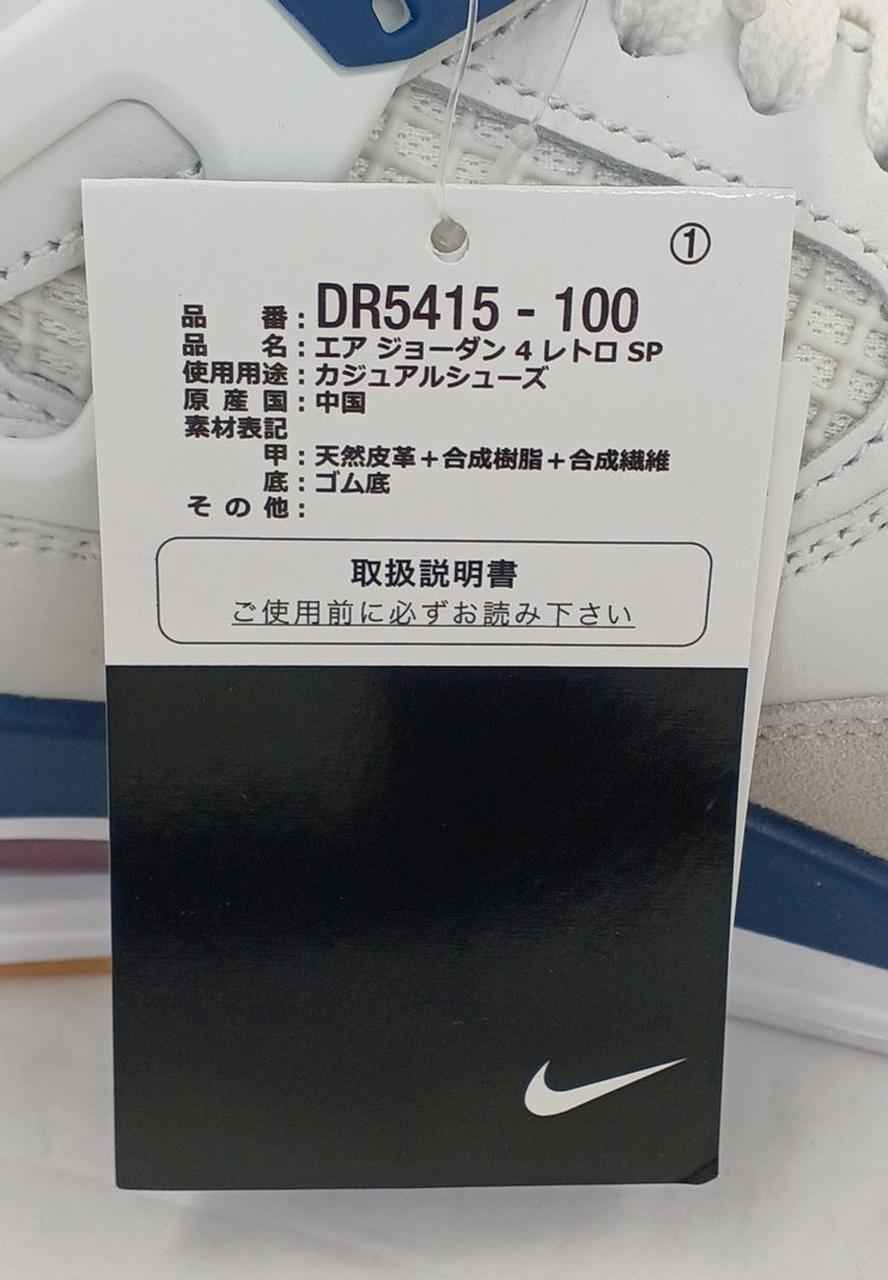 ①
品番:DR5415 - 100
品名:エア ジョーダン 4 レトロ SP
使用用途:カジュアルシューズ
原産国:中国
素材表記
甲:天然皮革+合成樹脂+合成繊維
底:ゴム底
その他:
取扱説明書
ご使用前に必ずお読み下さい